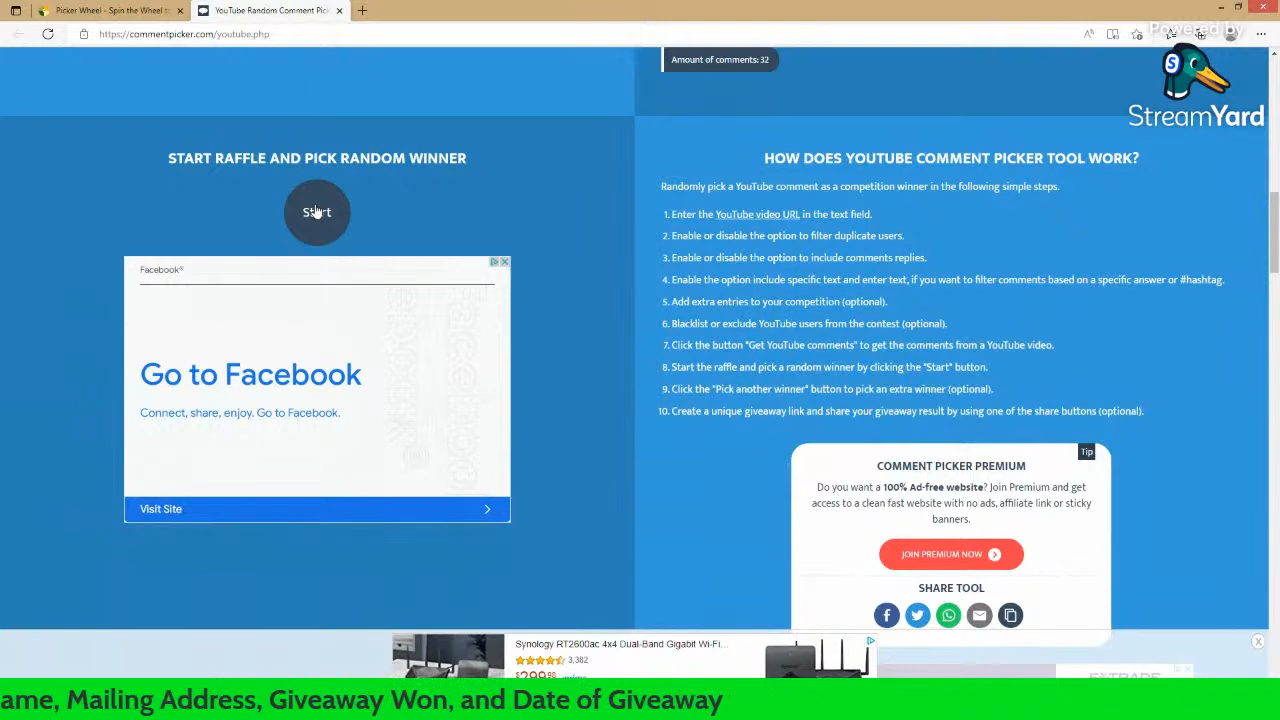 Picker Wheel - Spin the Wheel to
YouTube Random Comment Pick
https://commentpicker.com/youtube.php
Powered by
StreamYard
Amount of comments: 32
START RAFFLE AND PICK RANDOM WINNER
Start
Facebook®
Go to Facebook
Connect, share, enjoy. Go to Facebook.
Visit Site
HOW DOES YOUTUBE COMMENT PICKER TOOL WORK?
Randomly pick a YouTube comment as a competition winner in the following simple steps.
1. Enter the YouTube video URL in the text field.
2. Enable or disable the option to filter duplicate users.
3. Enable or disable the option to include comments replies.
4. Enable the option include specific text and enter text, if you want to filter comments based on a specific answer or #hashtag.
5. Add extra entries to your competition (optional).
6. Blacklist or exclude YouTube users from the contest (optional).
7. Click the button "Get YouTube comments" to get the comments from a YouTube video.
8. Start the raffle and pick a random winner by clicking the "Start" button.
9. Click the "Pick another winner" button to pick an extra winner (optional).
10. Create a unique giveaway link and share your giveaway result by using one of the share buttons (optional).
Tip
COMMENT PICKER PREMIUM
Do you want a 100% Ad-free website? Join Premium and get
access to a clean fast website with no ads, affiliate link or sticky
banners.
JOIN PREMIUM NOW
SHARE TOOL
Synology RT2600ac 4x4 Dual-Band Gigabit Wi-Fi...
3,382
E*TRADE
ame, Mailing Address, Giveaway Won, and Date of Giveaway